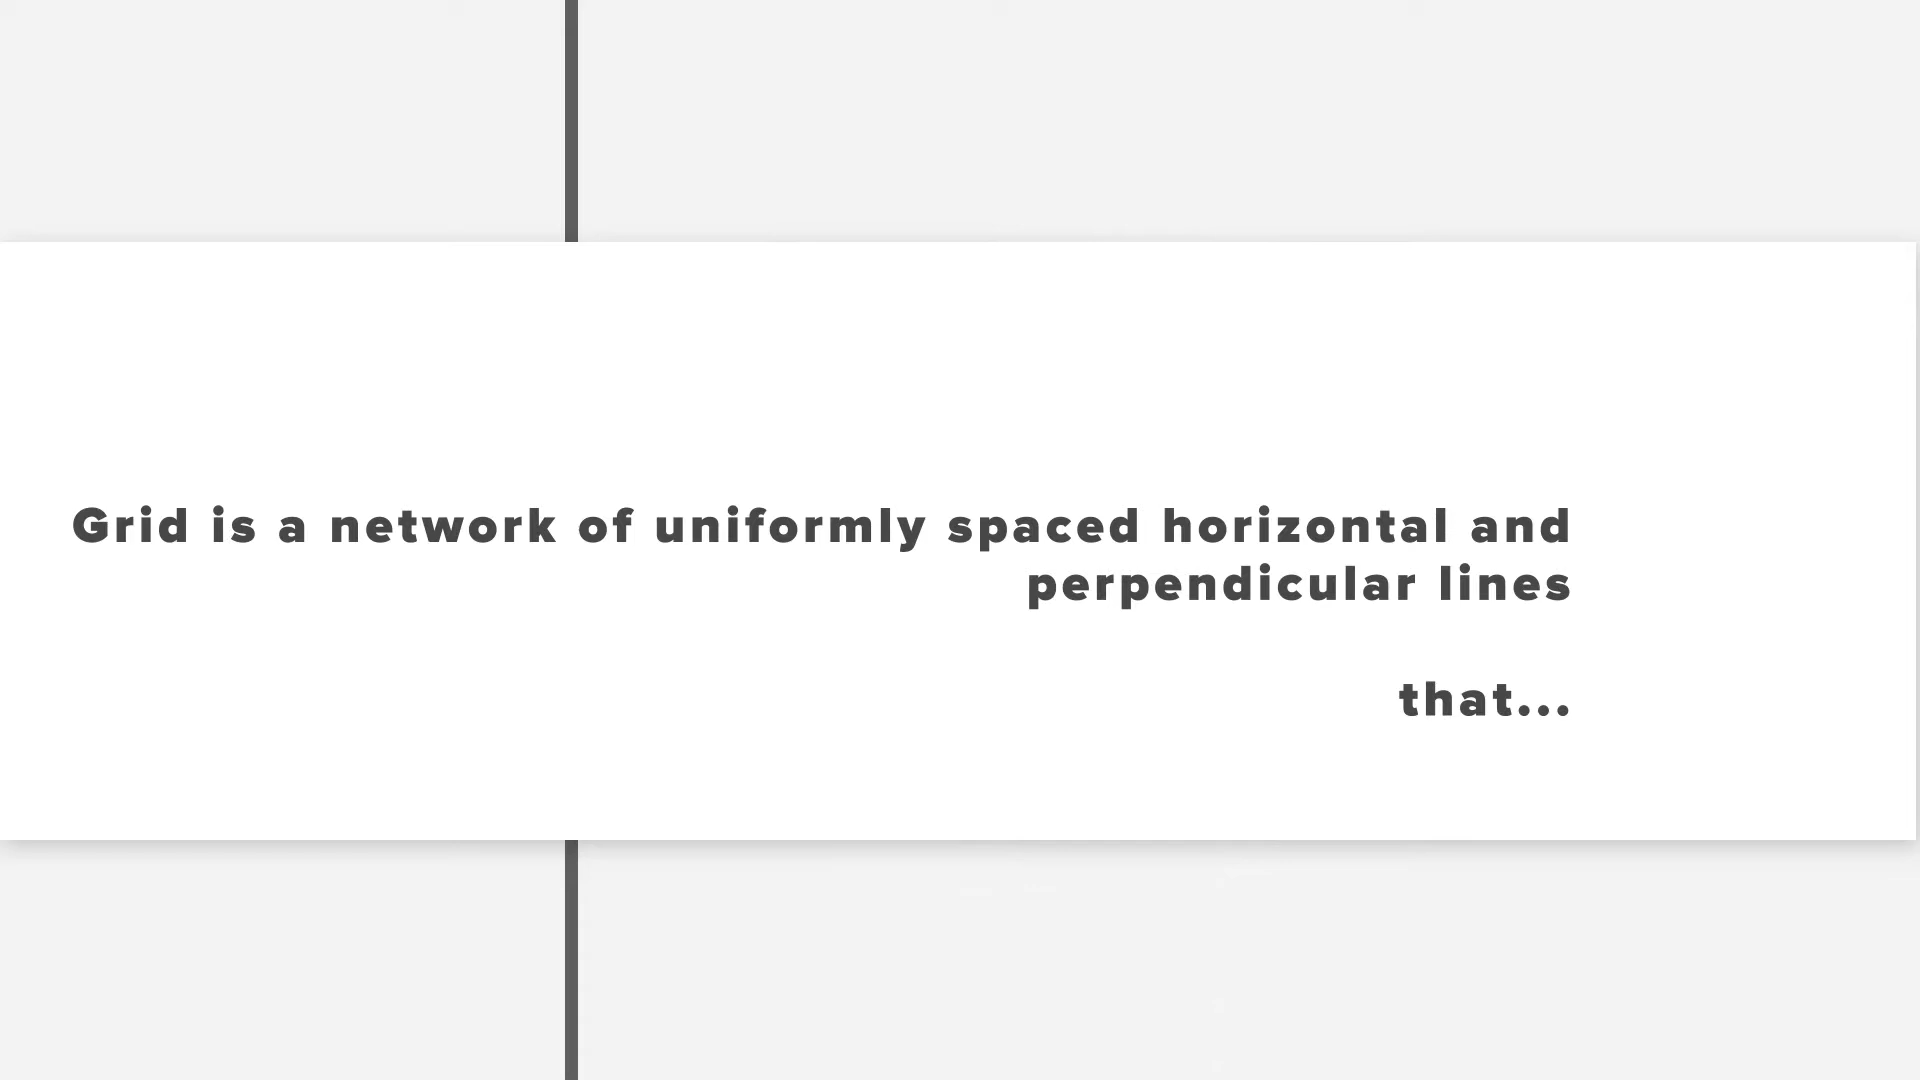 Grid is a network of uniformly spaced horizontal and
perpendicular lines
that...